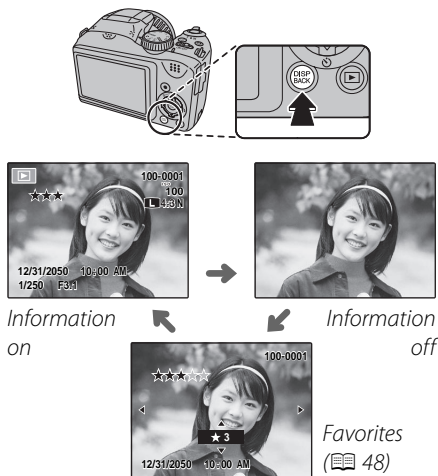 DISP
BACK
100-0001
ISO
100
L 4:3 N
12/31/2050 10:00 AM
1/250 F3.1
Information
on
Information
off
100-0001
3
12/31/2050 10:00 AM
Favorites
(48)